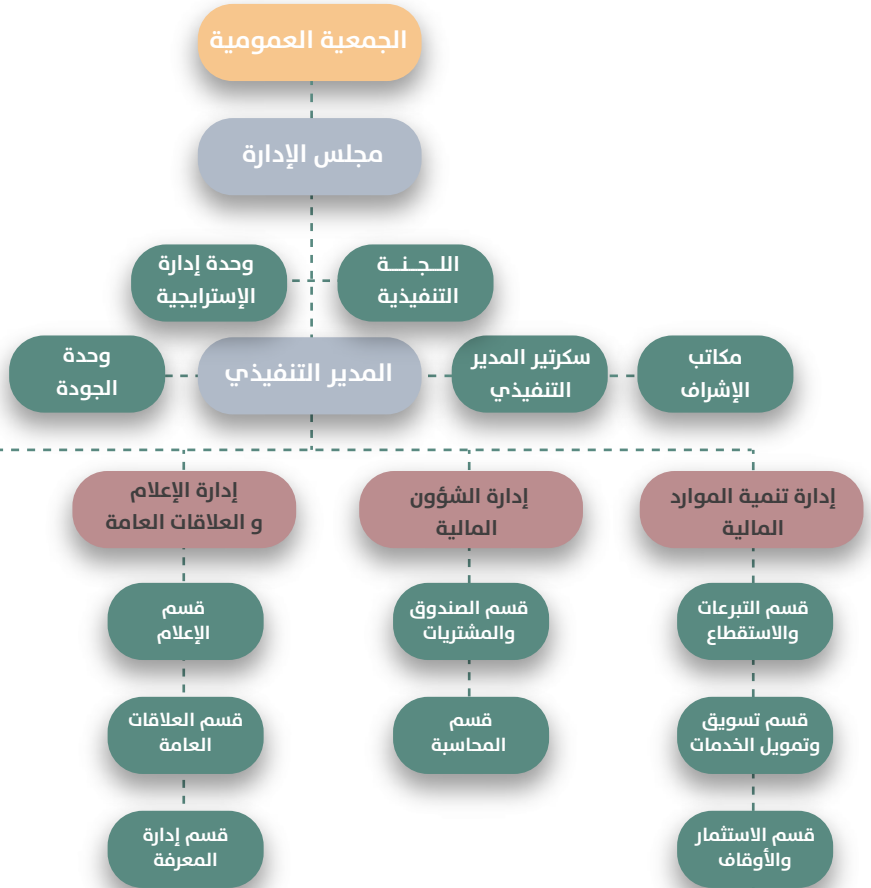 الجمعية العمومية
مجلس الإدارة
اللـجـنــة
التنفيذية
وحدة إدارة
الإسترايجية
مكاتب
الإشراف
سكرتير المدير
التنفيذي
المدير التنفيذي
وحدة
الجودة
إدارة تنمية الموارد
المالية
إدارة الشؤون
المالية
إدارة الإعلام
و العلاقات العامة
قسم التبرعات
والاستقطاع
قسم الصندوق
والمشتريات
قسم
الإعلام
قسم تسويق
وتمويل الخدمات
قسم
المحاسبة
قسم العلاقات
العامة
قسم الاستثمار
والأوقاف
قسم إدارة
المعرفة